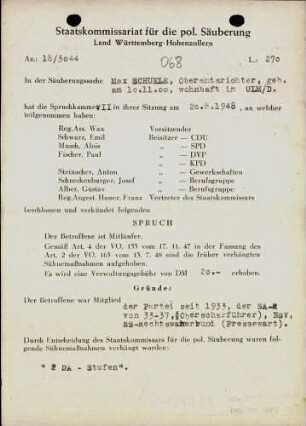 Staatskommissariat für die pol. Säuberung
Land Württemberg-Hohenzollern
Az.: 18/3044
068
L.: 270
In der Säuberungssache Max SCHUELE, Oberamtsrichter, geb.
am 10.11.00, wohnhaft in ULM/D.
hat die Spruchkammer VII in ihrer Sitzung am 20.8.1948, an welcher
teilgenommen haben:
Reg.Ass. Wax Vorsitzender
Schwarz, Emil Beisitzer – CDU
Munch, Alois – SPD
Fischer, Paul – DVP
– KPD
Steinacher, Anton – Gewerkschaften
Schneckenburger, Josef – Berufsgruppe
Alber, Gustav – Berufsgruppe
Reg.Angest. Hauer, Franz Vertreter des Staatskommissars
beschlossen und verkündet folgenden
SPRUCH
Der Betroffene ist Mitläufer.
Gemäß Art. 4 der VO. 133 vom 17. 11. 47 in der Fassung des
Art. 2 der VO. 165 vom 13. 7. 48 sind die früher verhängten
Sühnemaßnahmen aufgehoben.
Es wird eine Verwaltungsgebühr von DM 20.- erhoben.
Gründe:
Der Betroffene war Mitglied
der Partei seit 1933, der SA-R
von 33-37, (Oberscharführer), NSV,
NS-Rechtswahrerbund (Pressewart).
Durch Entscheidung des Staatskommissars für die pol. Säuberung waren fol-
gende Sühnemaßnahmen verhängt worden:
" 2 DA - Stufen".